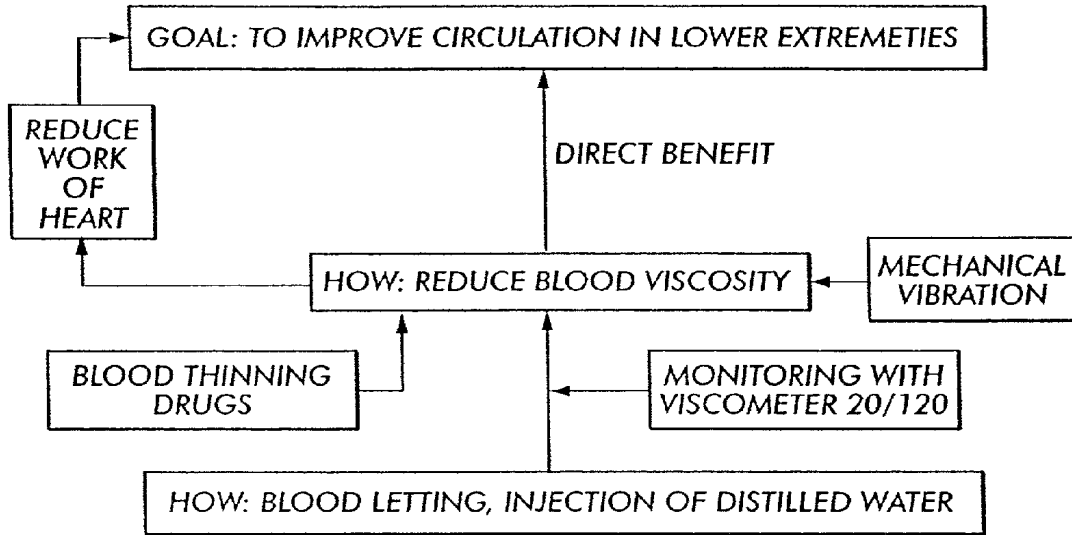 GOAL: TO IMPROVE CIRCULATION IN LOWER EXTREMETIES
REDUCE
WORK
OF
HEART
DIRECT BENEFIT
HOW: REDUCE BLOOD VISCOSITY
MECHANICAL
VIBRATION
BLOOD THINNING
DRUGS
MONITORING WITH
VISCOMETER 20/120
HOW: BLOOD LETTING, INJECTION OF DISTILLED WATER